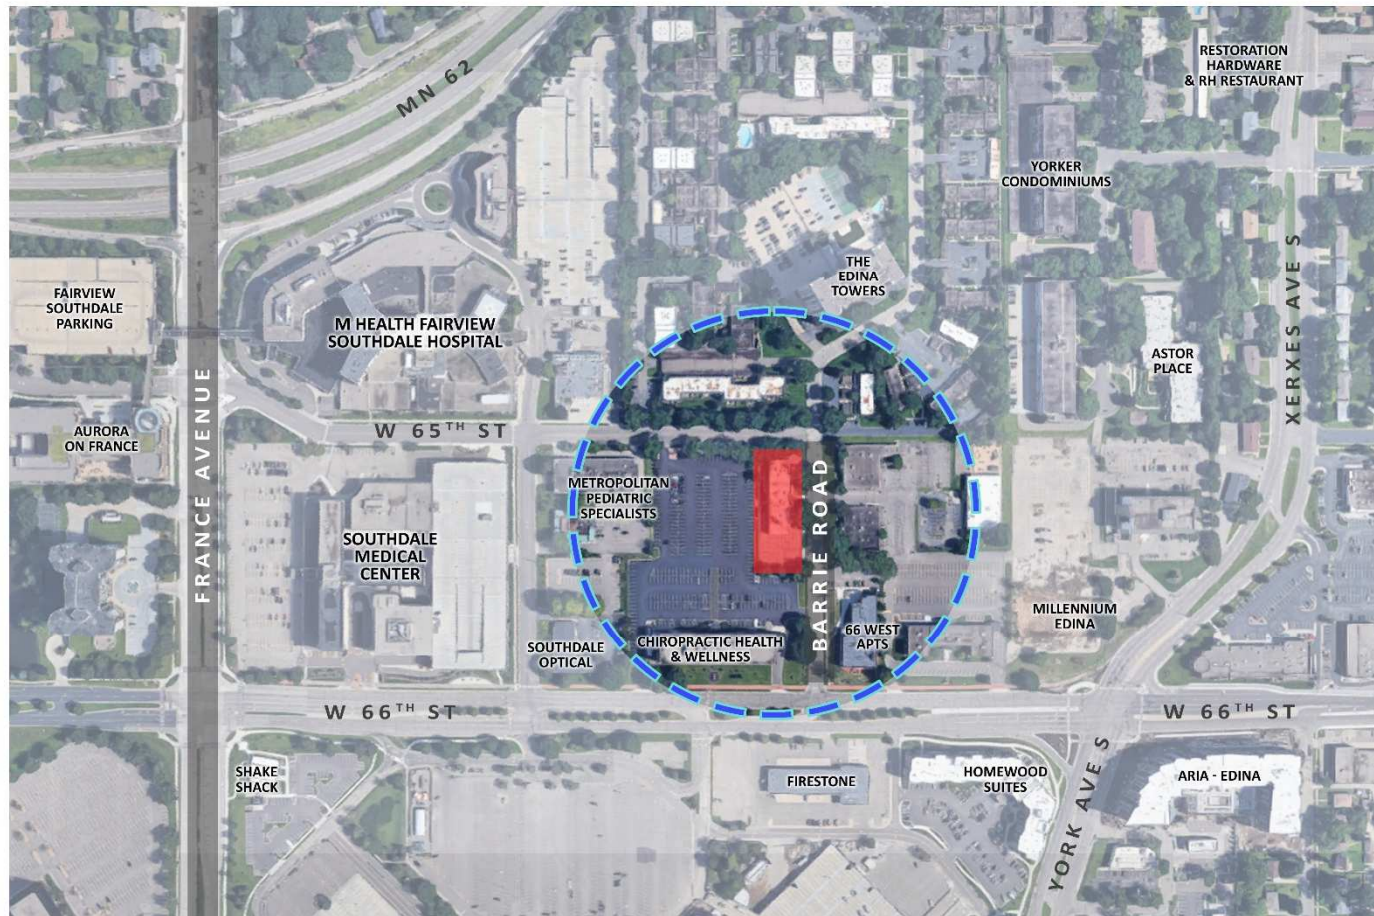 MN 62
RESTORATION
HARDWARE
& RH RESTAURANT
YORKER
CONDOMINIUMS
XERXES AVE S
THE
EDINA
TOWERS
FAIRVIEW
SOUTHDALE
PARKING
M HEALTH FAIRVIEW
SOUTHDALE HOSPITAL
ASTOR
PLACE
FRANCE AVENUE
AURORA
ON FRANCE
W 65TH ST
METROPOLITAN
PEDIATRIC
SPECIALISTS
BARRIE ROAD
SOUTHDALE
MEDICAL
CENTER
MILLENNIUM
EDINA
SOUTHDALE
OPTICAL
CHIROPRACTIC HEALTH
& WELLNESS
66 WEST
APTS
W 66TH ST
W 66TH ST
SHAKE
SHACK
FIRESTONE
HOMEWOOD
SUITES
YORK AVE S
ARIA - EDINA